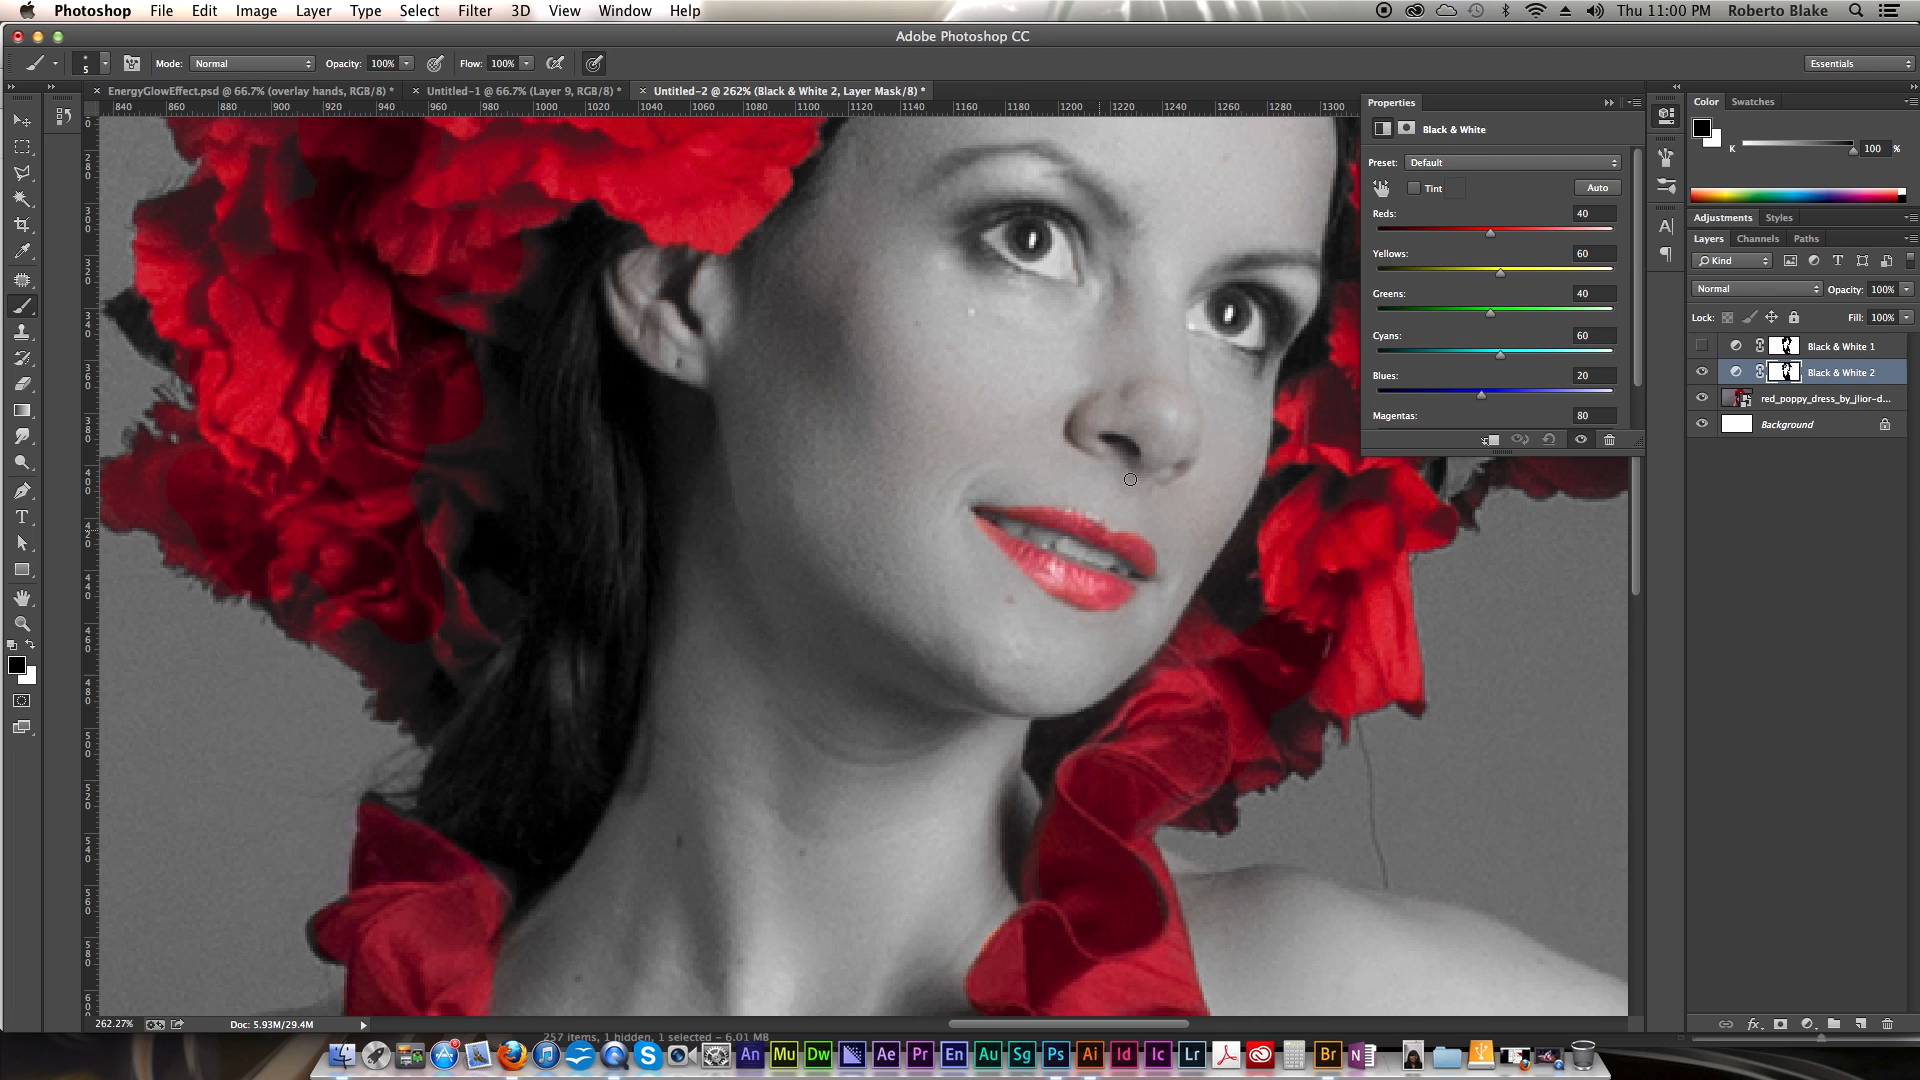 Photoshop File Edit Image Layer Type Select Filter 3D View Window Help Thu 11:00 PM Roberto Blake
Adobe Photoshop CC
5 Mode: Normal Opacity: 100% Flow: 100% Essentials
EnergyGlowEffect.psd @ 66.7% (overlay hands, RGB/8) * Untitled-1 @ 66.7% (Layer 9, RGB/8) * Untitled-2 @ 262% (Black & White 2, Layer Mask/8) *
840 860 880 900 920 940 960 980 1000 1020 1040 1060 1080 1100 1120 1140 1160 1180 1200 1220 1240 1260 1280 1300
Properties
Black & White
Preset: Default
Tint Auto
Reds: 40
Yellows: 60
Greens: 40
Cyans: 60
Blues: 20
Magentas: 80
Color Swatches
K 100 %
Adjustments Styles
Layers Channels Paths
Kind
Normal Opacity: 100%
Lock: Fill: 100%
Black & White 1
Black & White 2
red_poppy_dress_by_jlior-d...
Background
262.27% Doc: 5.93M/29.4M
257 items, 1 hidden, 1 selected - 6.01 MB
An Mu Dw Ae Pr En Au Sg Ps Ai Id Ic Lr Br N